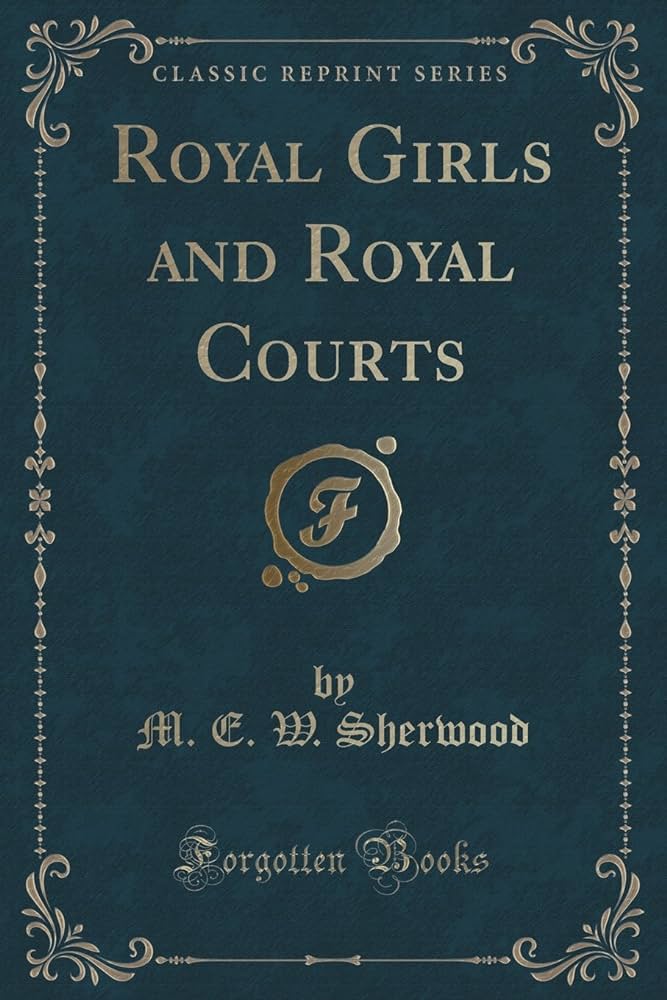 CLASSIC REPRINT SERIES
ROYAL GIRLS
AND ROYAL
COURTS
F
by
M. E. W. Sherwood
Forgotten Books